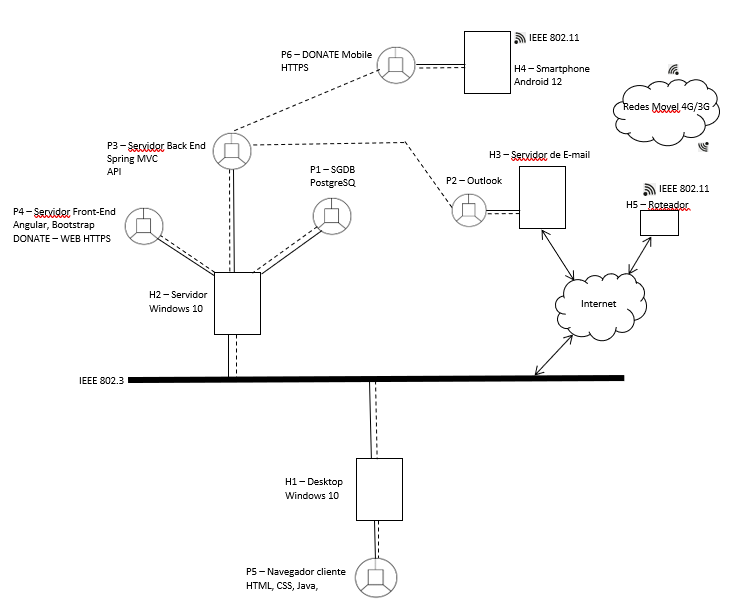 IEEE 802.11
P6 – DONATE Mobile
HTTPS
H4 – Smartphone
Android 12
Redes Movel 4G/3G
P3 – Servidor Back End
Spring MVC
API
H3 – Servidor de E-mail
P1 – SGDB
PostgreSQ
P2 – Outlook
IEEE 802.11
H5 – Roteador
P4 – Servidor Front-End
Angular, Bootstrap
DONATE – WEB HTTPS
H2 – Servidor
Windows 10
Internet
IEEE 802.3
H1 – Desktop
Windows 10
P5 – Navegador cliente
HTML, CSS, Java,